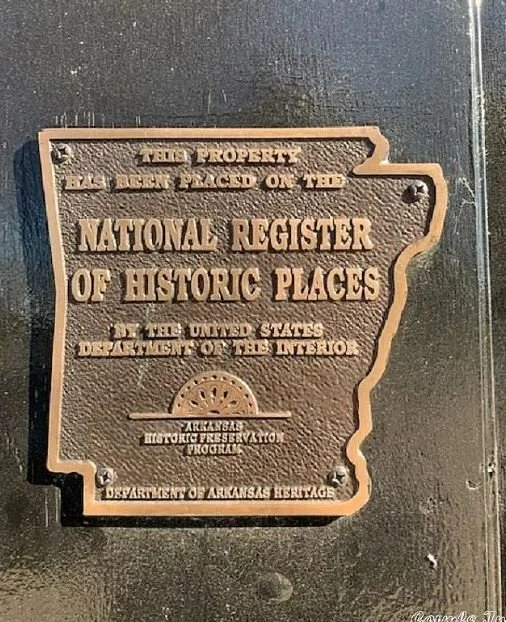 THIS PROPERTY
HAS BEEN PLACED ON THE
NATIONAL REGISTER
OF HISTORIC PLACES
BY THE UNITED STATES
DEPARTMENT OF THE INTERIOR
ARKANSAS
HISTORIC PRESERVATION
PROGRAM
DEPARTMENT OF ARKANSAS HERITAGE